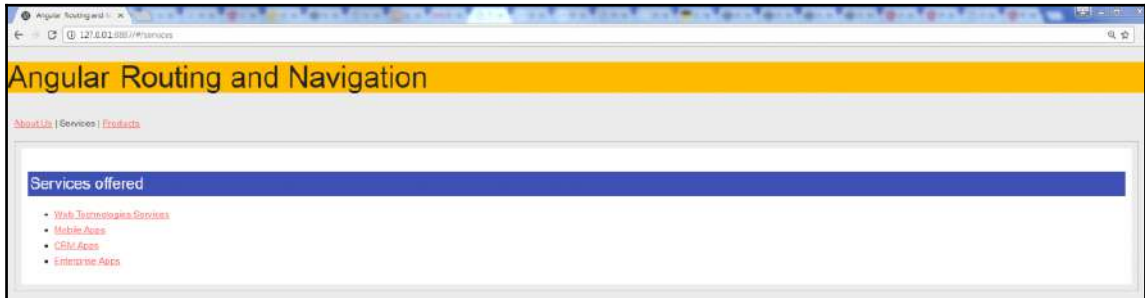 Angular Routing and N
127.0.0.1:8887/#/services
Angular Routing and Navigation
About Us | Services | Products
Services offered
Web Technologies Services
Mobile Apps
CRM Apps
Enterprise Apps